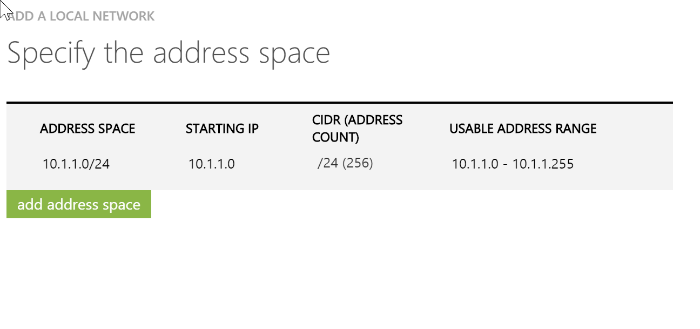 ADD A LOCAL NETWORK
Specify the address space
ADDRESS SPACE STARTING IP CIDR (ADDRESS COUNT) USABLE ADDRESS RANGE
10.1.1.0/24 10.1.1.0 /24 (256) 10.1.1.0 - 10.1.1.255
add address space